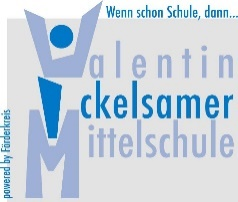 Wenn schon Schule, dann...
Valentin
Ickelsamer
Mittelschule
powered by Förderkreis